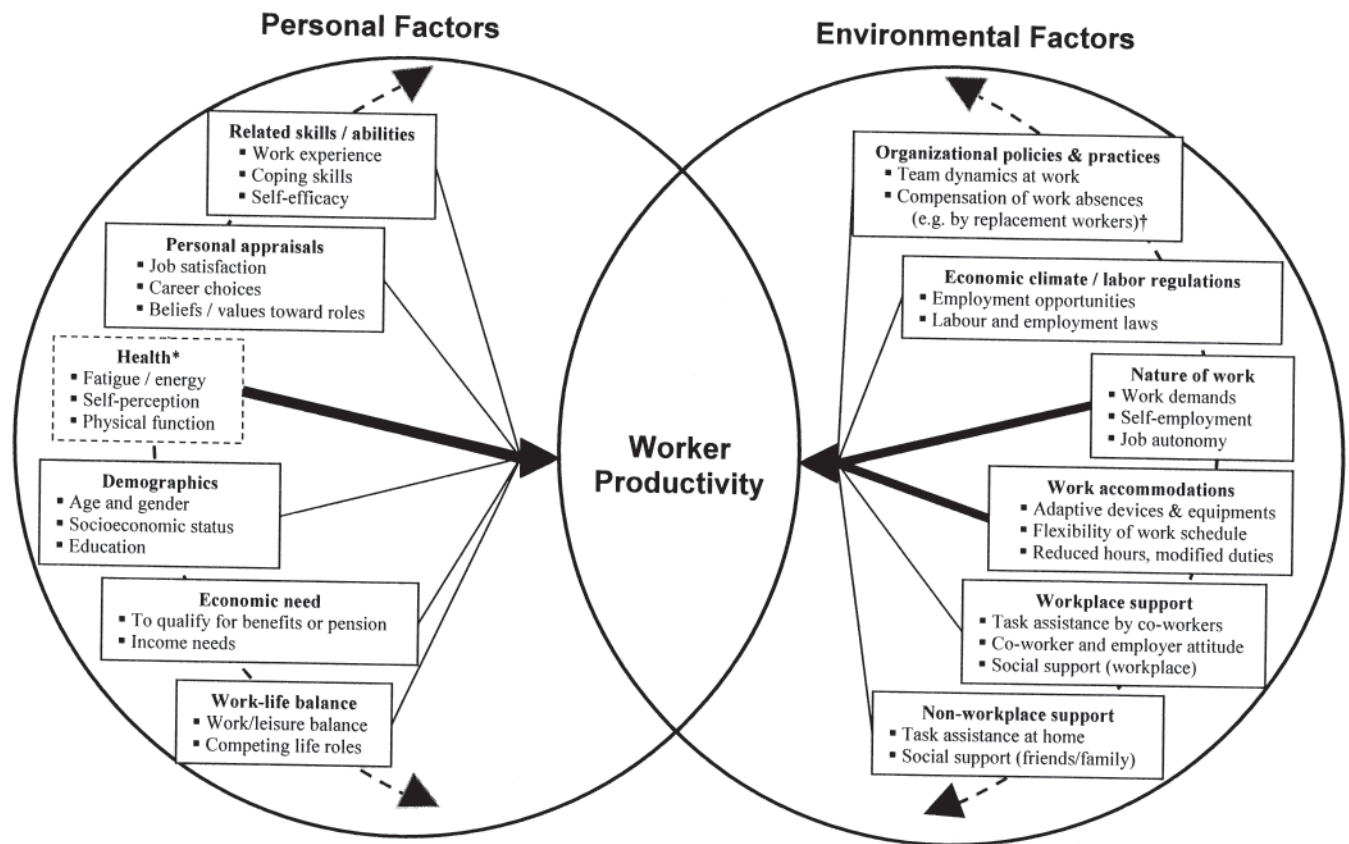 Personal Factors
Related skills / abilities
▪ Work experience
▪ Coping skills
▪ Self-efficacy
Personal appraisals
▪ Job satisfaction
▪ Career choices
▪ Beliefs / values toward roles
Health*
▪ Fatigue / energy
▪ Self-perception
▪ Physical function
Demographics
▪ Age and gender
▪ Socioeconomic status
▪ Education
Economic need
▪ To qualify for benefits or pension
▪ Income needs
Work-life balance
▪ Work/leisure balance
▪ Competing life roles
Worker
Productivity
Environmental Factors
Organizational policies & practices
▪ Team dynamics at work
▪ Compensation of work absences
(e.g. by replacement workers)†
Economic climate / labor regulations
▪ Employment opportunities
▪ Labour and employment laws
Nature of work
▪ Work demands
▪ Self-employment
▪ Job autonomy
Work accommodations
▪ Adaptive devices & equipments
▪ Flexibility of work schedule
▪ Reduced hours, modified duties
Workplace support
▪ Task assistance by co-workers
▪ Co-worker and employer attitude
▪ Social support (workplace)
Non-workplace support
▪ Task assistance at home
▪ Social support (friends/family)